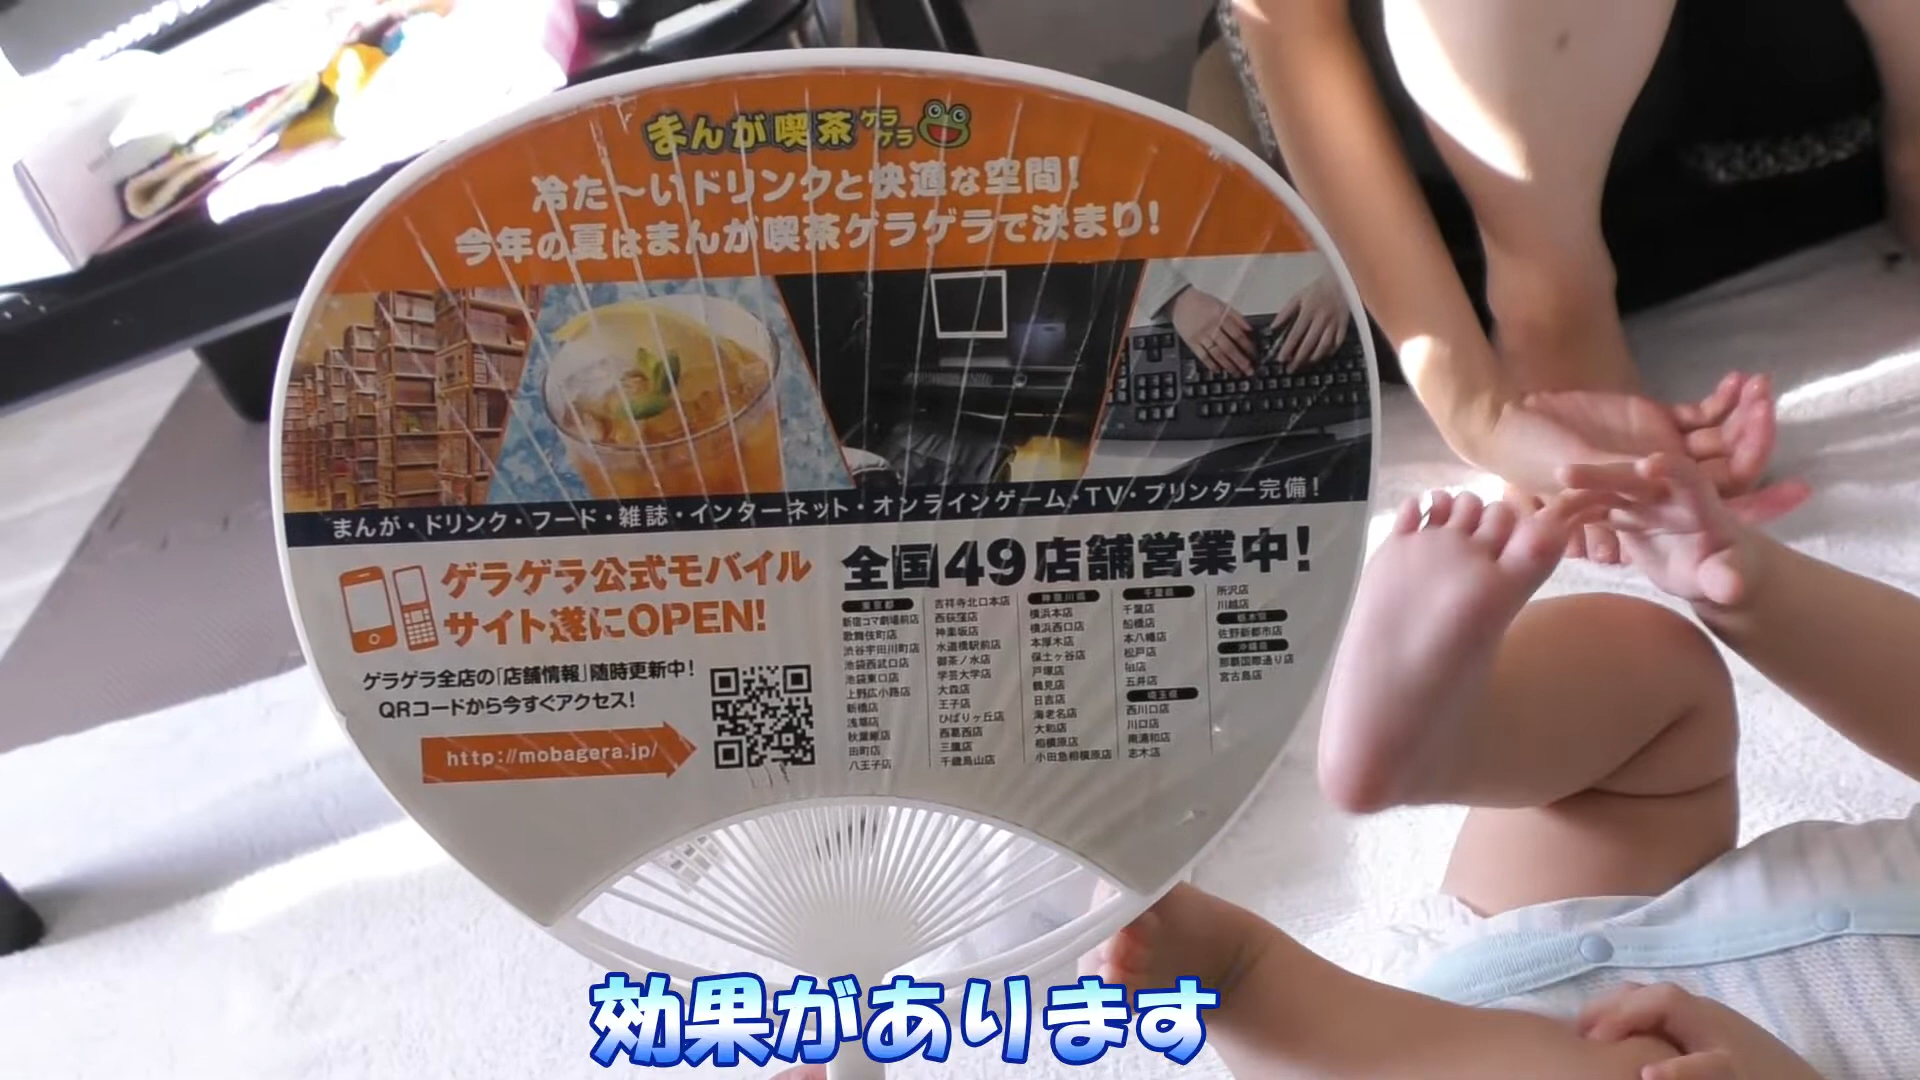 まんが喫茶ゲラゲラ
冷た〜いドリンクと快適な空間!
今年の夏はまんが喫茶ゲラゲラで決まり!
まんが・ドリンク・フード・雑誌・インターネット・オンラインゲーム・TV・プリンター完備!
ゲラゲラ公式モバイル
サイト遂にOPEN!
ゲラゲラ全店の「店舗情報」随時更新中!
QRコードから今すぐアクセス!
http://mobagera.jp/
全国49店舗営業中!
東京都
新宿コマ劇場前店
歌舞伎町店
渋谷宇田川町店
池袋西武口店
池袋東口店
上野広小路店
新橋店
浅草店
秋葉原店
田町店
八王子店
吉祥寺北口本店
西荻窪店
神楽坂店
水道橋駅前店
御茶ノ水店
学芸大学店
大森店
王子店
ひばりヶ丘店
西葛西店
三鷹店
千歳烏山店
神奈川県
横浜本店
横浜西口店
本厚木店
保土ヶ谷店
戸塚店
鶴見店
日吉店
海老名店
大和店
相模原店
小田急相模原店
千葉県
千葉店
船橋店
本八幡店
松戸店
柏店
五井店
埼玉県
西川口店
川口店
南浦和店
志木店
所沢店
川越店
栃木県
佐野新都市店
沖縄県
那覇国際通り店
宮古島店
効果があります